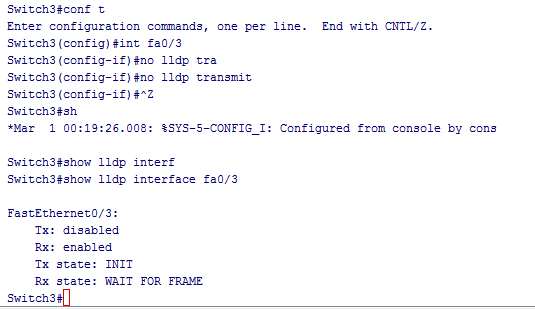 Switch3#conf t
Enter configuration commands, one per line.  End with CNTL/Z.
Switch3(config)#int fa0/3
Switch3(config-if)#no lldp tra
Switch3(config-if)#no lldp transmit
Switch3(config-if)#^Z
Switch3#sh
*Mar  1 00:19:26.008: %SYS-5-CONFIG_I: Configured from console by cons
Switch3#show lldp interf
Switch3#show lldp interface fa0/3
FastEthernet0/3:
    Tx: disabled
    Rx: enabled
    Tx state: INIT
    Rx state: WAIT FOR FRAME
Switch3#